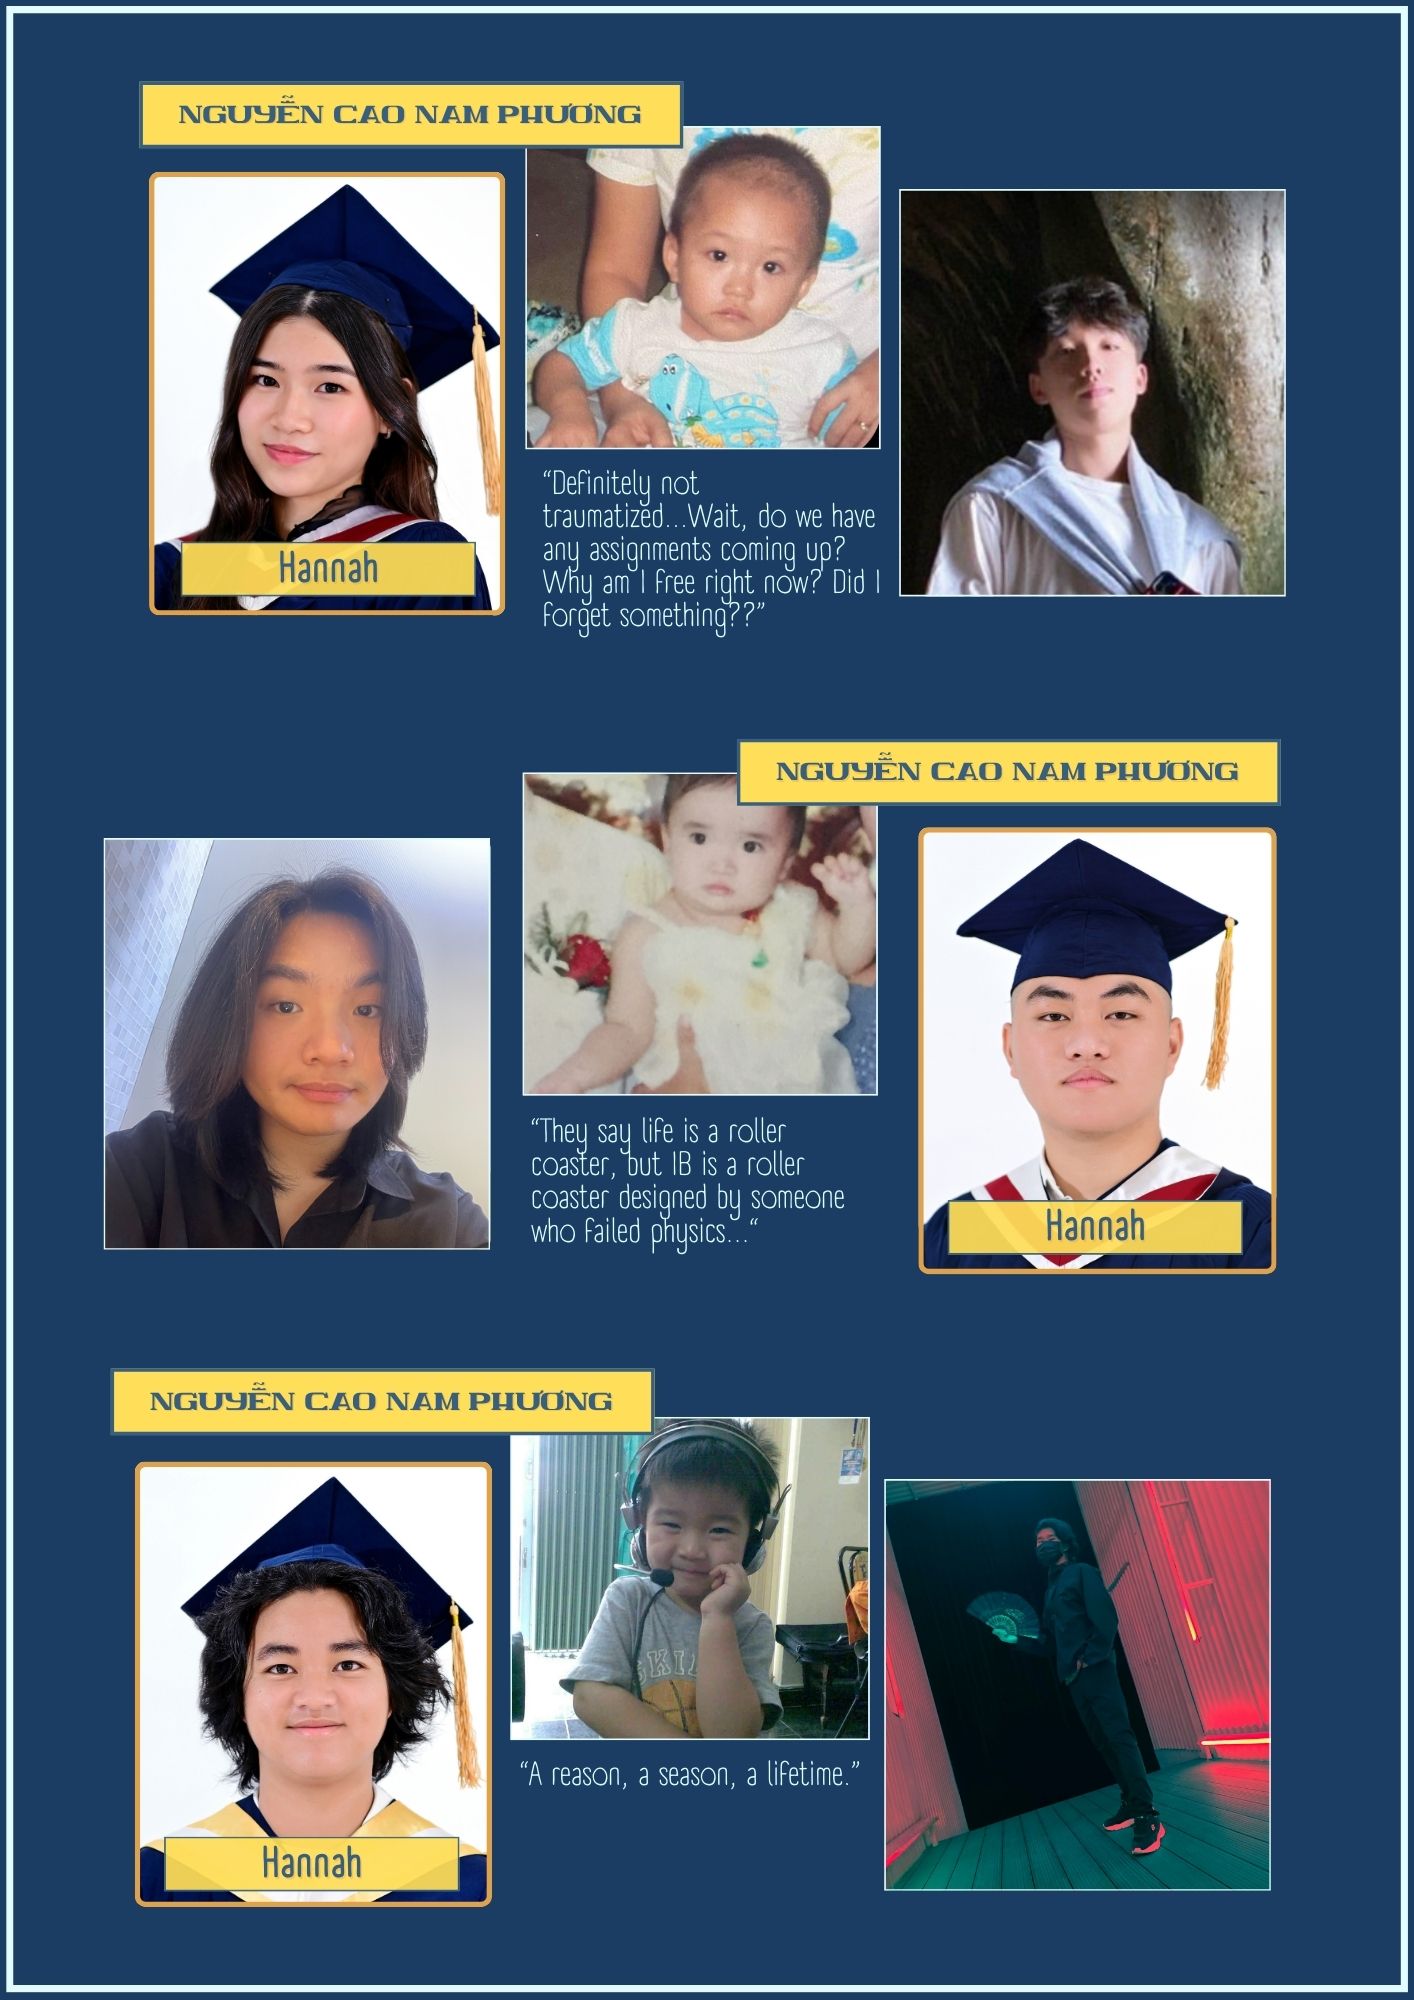 NGUYỄN CAO NAM PHƯƠNG
Hannah
“Definitely not
traumatized...Wait, do we have
any assignments coming up?
Why am I free right now? Did I
forget something??”
NGUYỄN CAO NAM PHƯƠNG
“They say life is a roller
coaster, but IB is a roller
coaster designed by someone
who failed physics...“
Hannah
NGUYỄN CAO NAM PHƯƠNG
Hannah
“A reason, a season, a lifetime.”